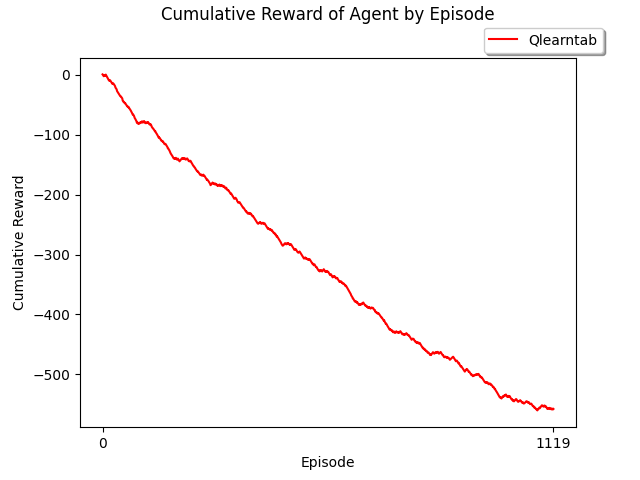 Cumulative Reward of Agent by Episode
Qlearntab
0
−100
−200
−300
−400
−500
Cumulative Reward
0 1119
Episode